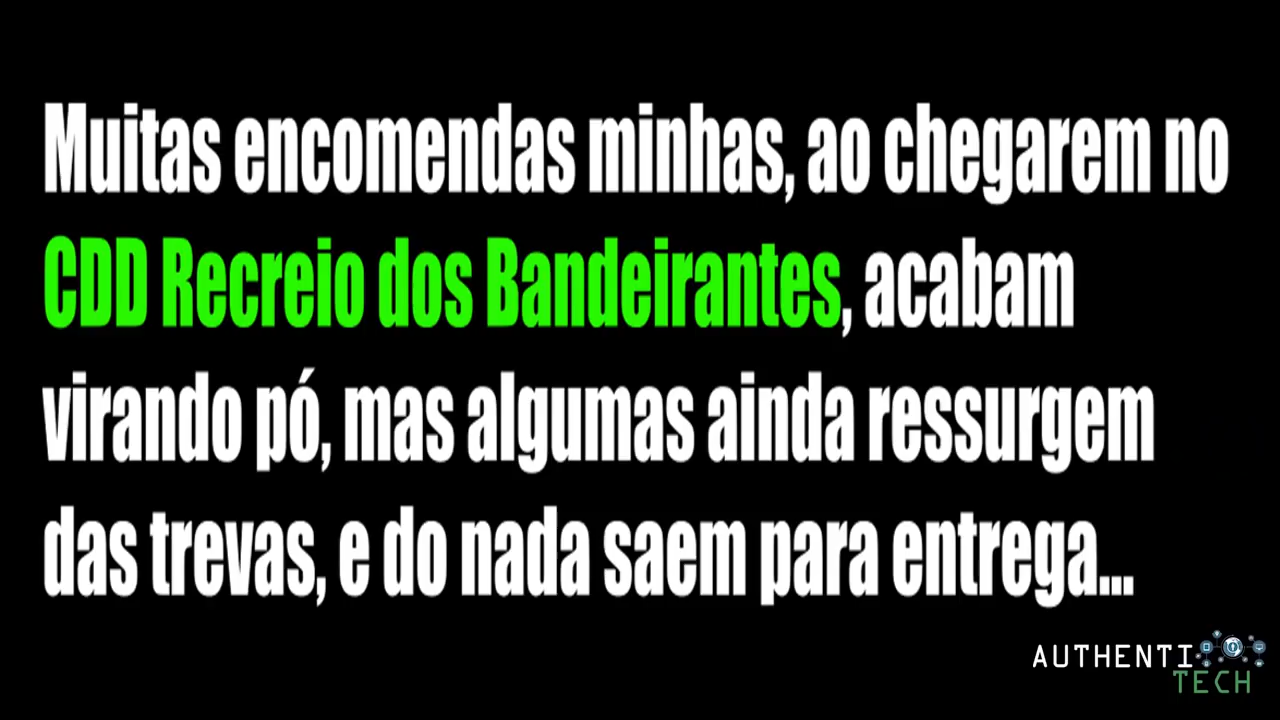 Muitas encomendas minhas, ao chegarem no
CDD Recreio dos Bandeirantes, acabam
virando pó, mas algumas ainda ressurgem
das trevas, e do nada saem para entrega...
AUTHENTI
TECH